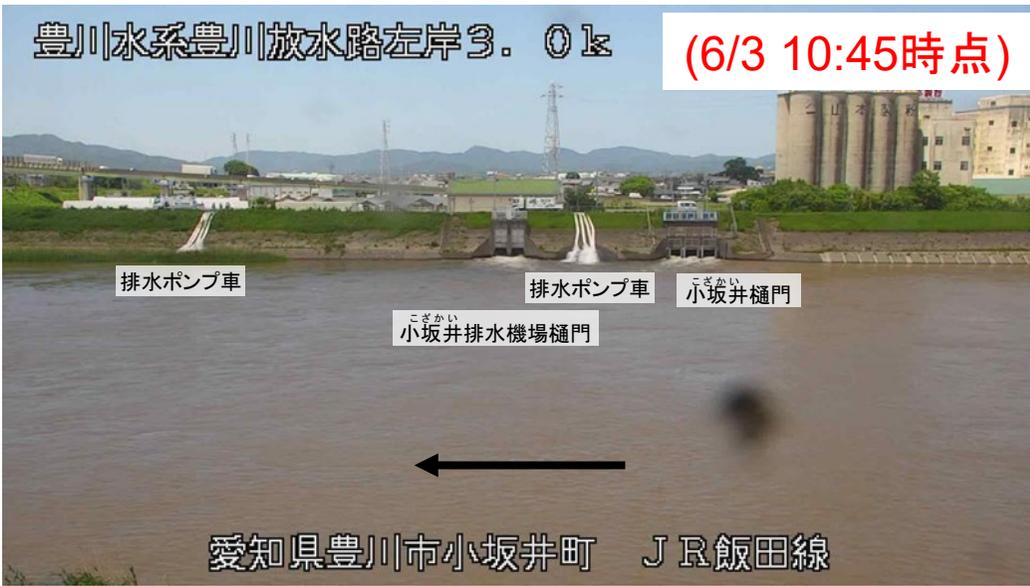 豊川水系豊川放水路左岸3．0k
(6/3 10:45時点)
排水ポンプ車
排水ポンプ車
こざかい
小坂井樋門
こざかい
小坂井排水機場樋門
愛知県豊川市小坂井町　JR飯田線